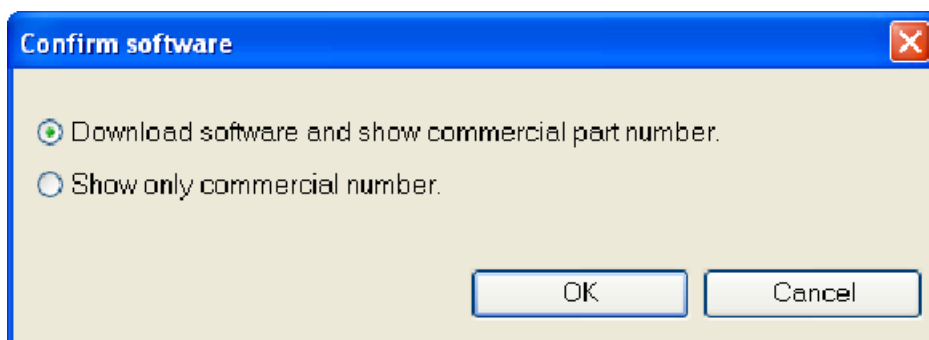 Confirm software
Download software and show commercial part number.
Show only commercial number.
OK Cancel